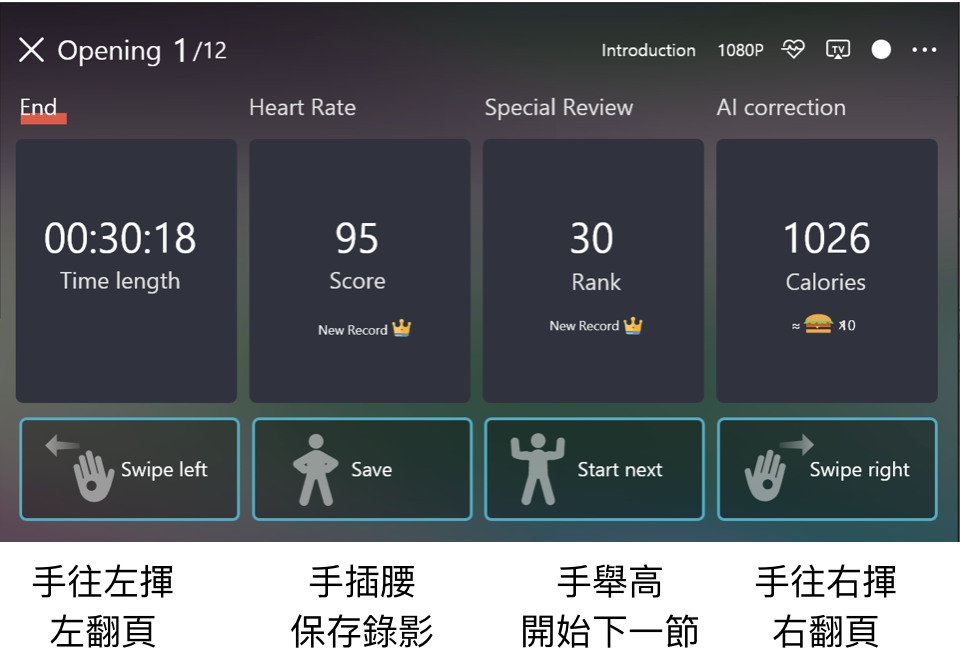 Opening 1/12
Introduction 1080P TV
End Heart Rate Special Review AI correction
00:30:18 95 30 1026
Time length Score Rank Calories
New Record New Record ≈ x10
Swipe left Save Start next Swipe right
手往左揮 手插腰 手舉高 手往右揮
左翻頁 保存錄影 開始下一節 右翻頁